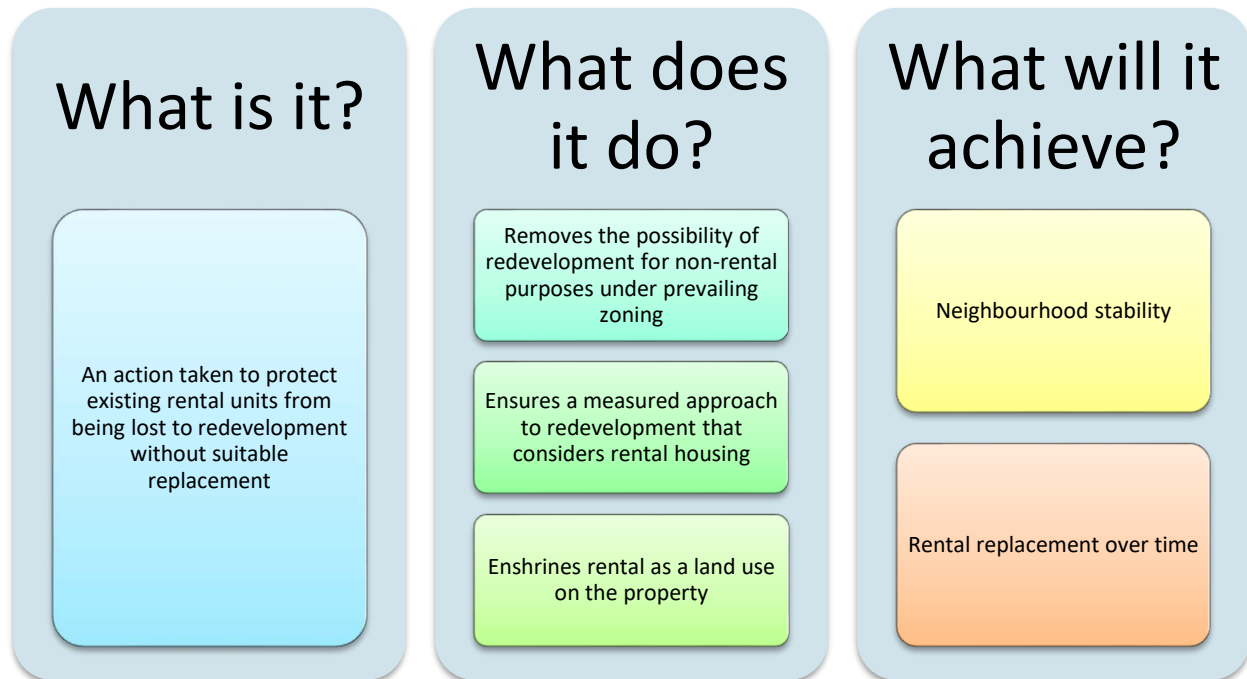 What is it?
An action taken to protect
existing rental units from
being lost to redevelopment
without suitable
replacement
What does
it do?
Removes the possibility of
redevelopment for non-rental
purposes under prevailing
zoning
Ensures a measured approach
to redevelopment that
considers rental housing
Enshrines rental as a land use
on the property
What will it
achieve?
Neighbourhood stability
Rental replacement over time